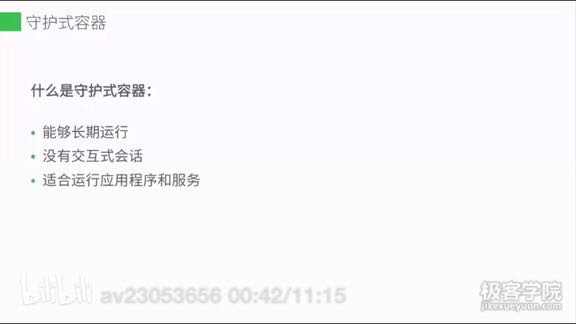 守护式容器
什么是守护式容器：
• 能够长期运行
• 没有交互式会话
• 适合运行应用程序和服务
bilibili av23053656 00:42/11:15
极客学院
jikexueyuan.com